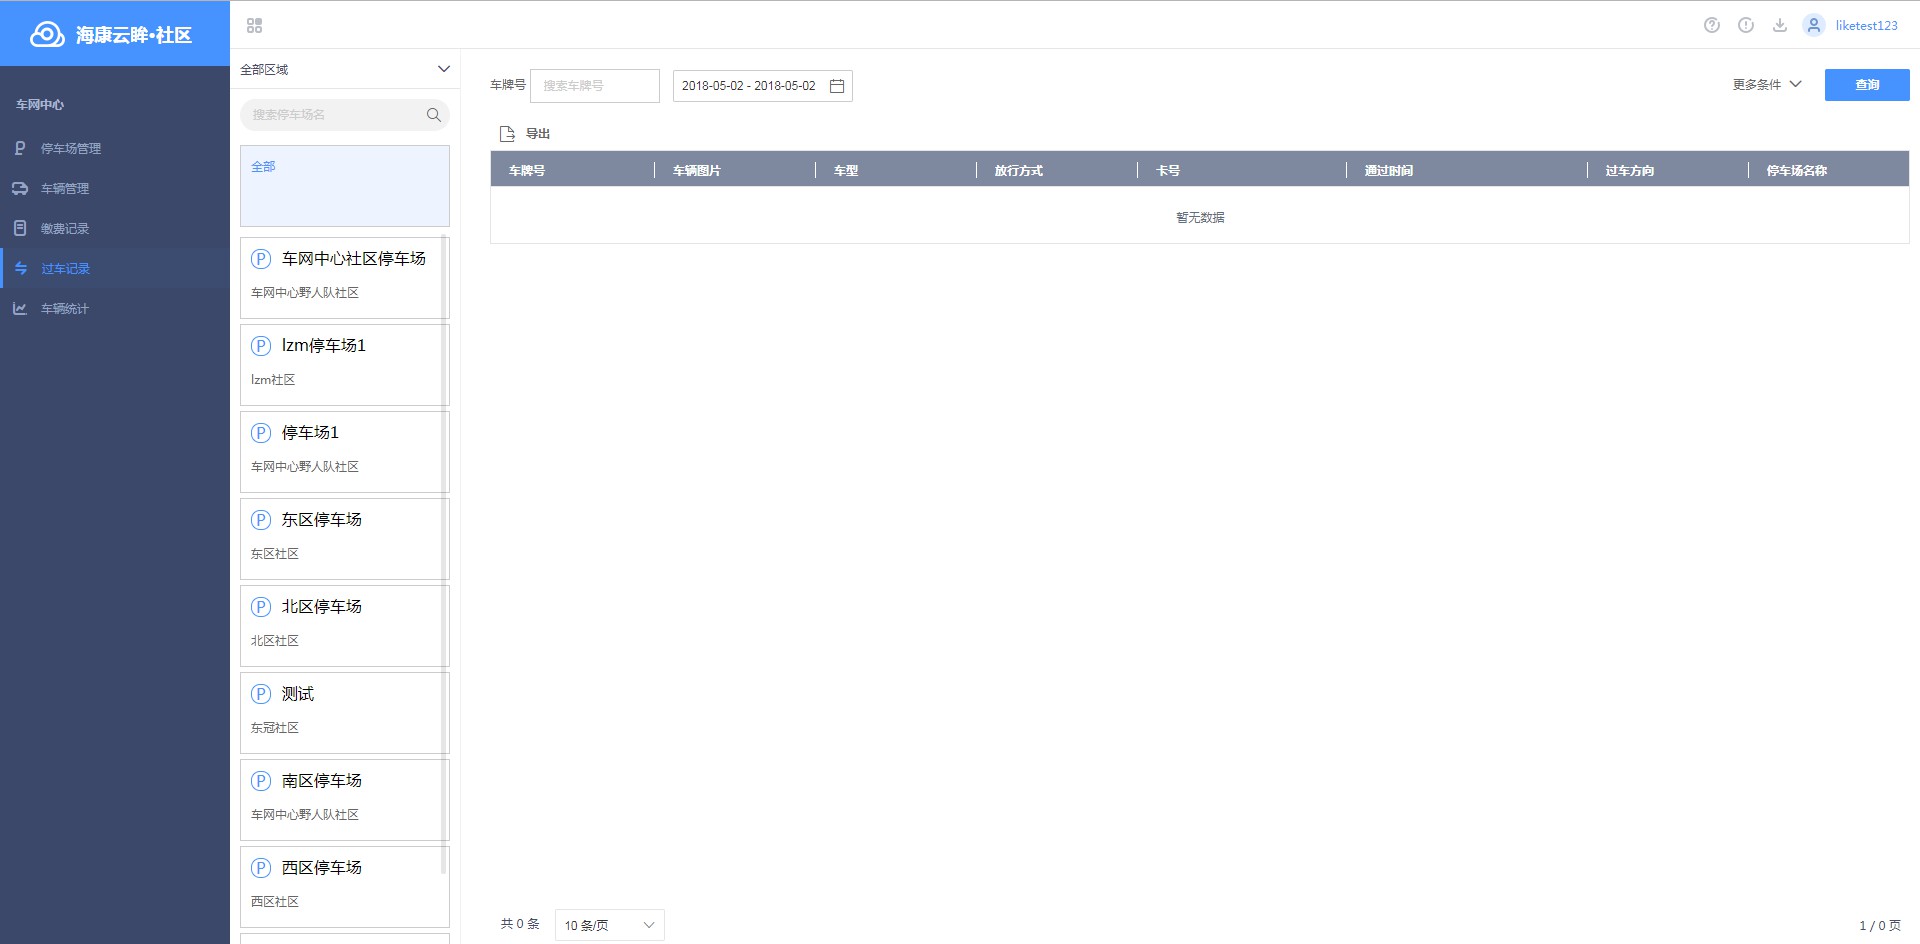 海康云眸•社区
liketest123
车网中心
停车场管理
车辆管理
缴费记录
过车记录
车辆统计
全部区域
搜索停车场名
全部
P 车网中心社区停车场
车网中心野人队社区
P lzm停车场1
lzm社区
P 停车场1
车网中心野人队社区
P 东区停车场
东区社区
P 北区停车场
北区社区
P 测试
东冠社区
P 南区停车场
车网中心野人队社区
P 西区停车场
西区社区
车牌号 搜索车牌号 2018-05-02 - 2018-05-02 更多条件 查询
导出
车牌号 车辆图片 车型 放行方式 卡号 通过时间 过车方向 停车场名称
暂无数据
共 0 条 10 条/页 1 / 0 页